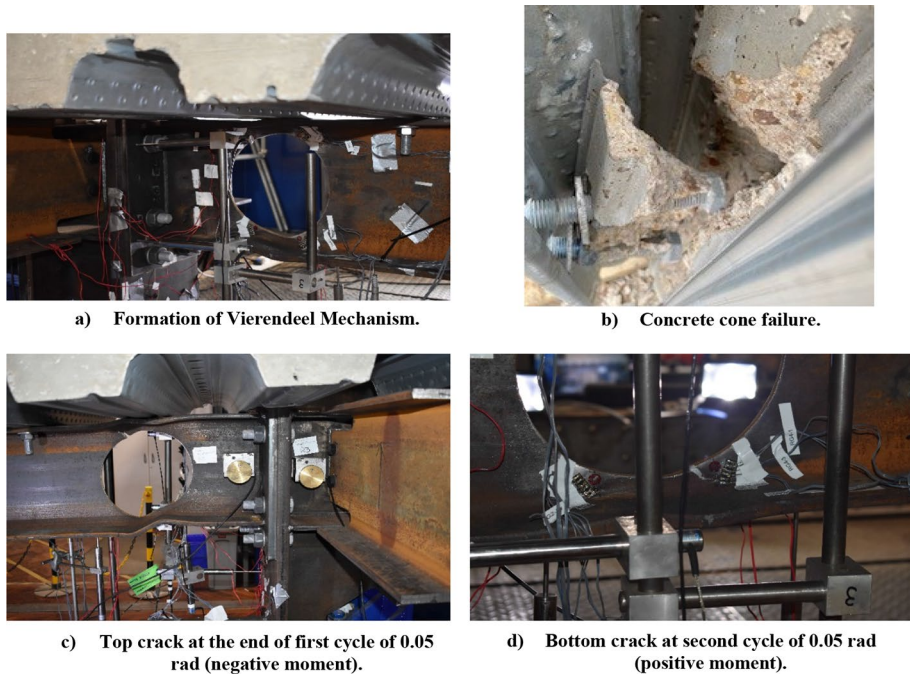 a) Formation of Vierendeel Mechanism.
b) Concrete cone failure.
3
c) Top crack at the end of first cycle of 0.05
rad (negative moment).
d) Bottom crack at second cycle of 0.05 rad
(positive moment).